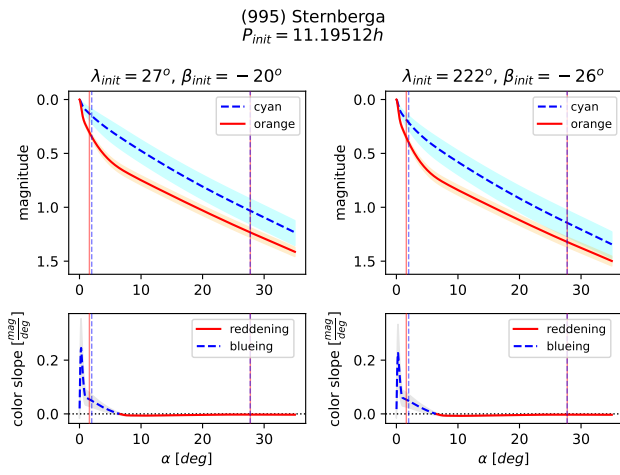 (995) Sternberga
P_init = 11.19512h
λ_init = 27°, β_init = −20°
λ_init = 222°, β_init = −26°
magnitude
0.0
0.5
1.0
1.5
cyan
orange
0 10 20 30
magnitude
0.0
0.5
1.0
1.5
cyan
orange
0 10 20 30
color slope [mag/deg]
0.2
0.0
reddening
blueing
0 10 20 30
α [deg]
color slope [mag/deg]
0.2
0.0
reddening
blueing
0 10 20 30
α [deg]